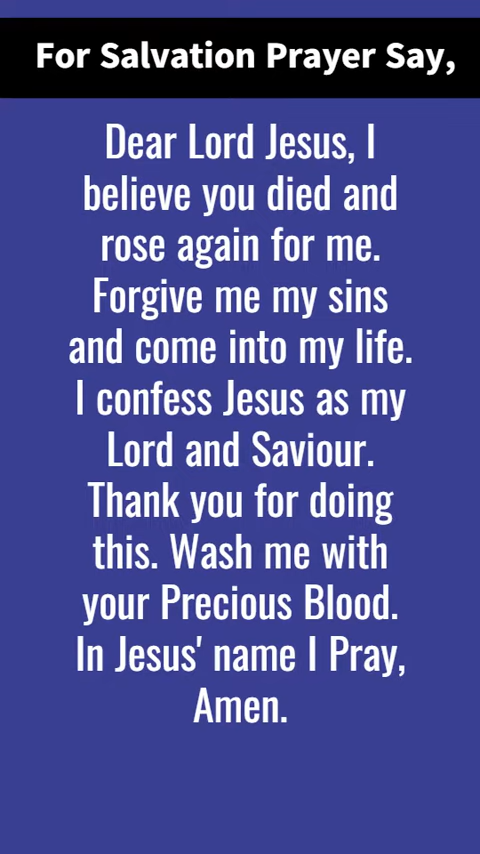 For Salvation Prayer Say,
Dear Lord Jesus, I
believe you died and
rose again for me.
Forgive me my sins
and come into my life.
I confess Jesus as my
Lord and Saviour.
Thank you for doing
this. Wash me with
your Precious Blood.
In Jesus' name I Pray,
Amen.